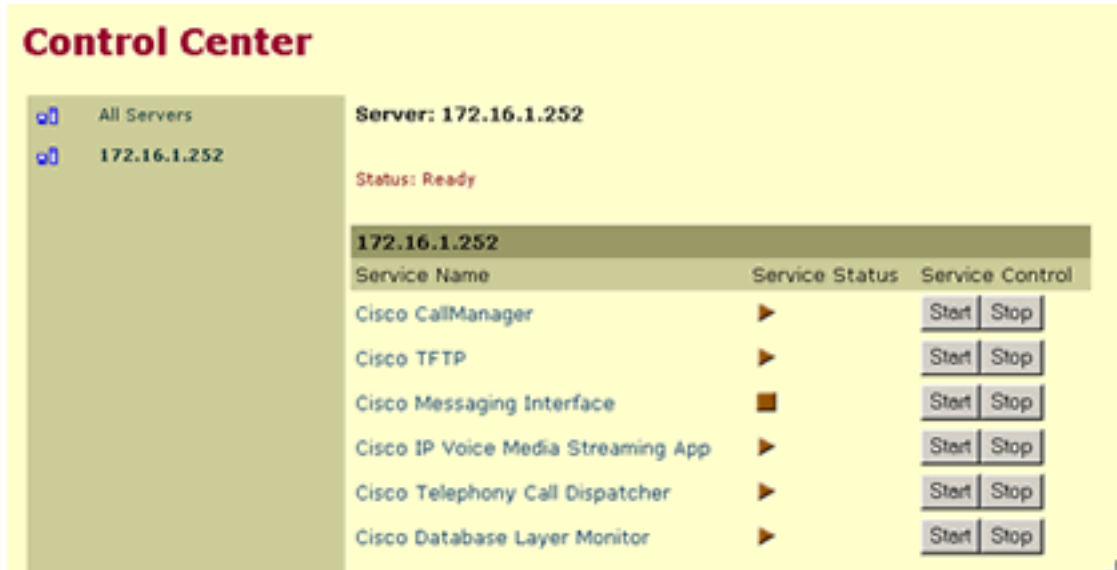 Control Center
All Servers
172.16.1.252
Server: 172.16.1.252
Status: Ready
172.16.1.252
Service Name Service Status Service Control
Cisco CallManager Start Stop
Cisco TFTP Start Stop
Cisco Messaging Interface Start Stop
Cisco IP Voice Media Streaming App Start Stop
Cisco Telephony Call Dispatcher Start Stop
Cisco Database Layer Monitor Start Stop